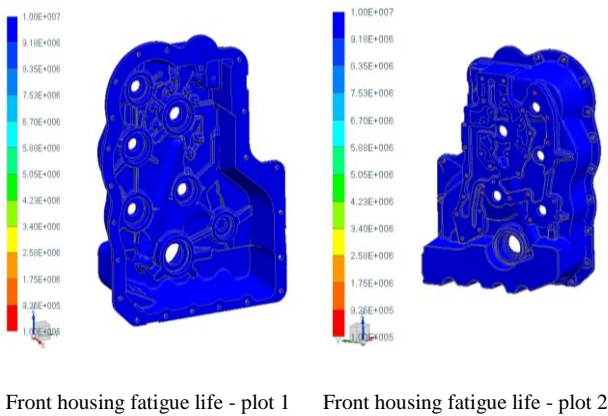 1.00E+007
9.18E+006
8.35E+006
7.53E+006
6.70E+006
5.88E+006
5.05E+006
4.23E+006
3.40E+006
2.58E+006
1.75E+006
9.25E+005
1.00E+007
9.18E+006
8.35E+006
7.53E+006
6.70E+006
5.88E+006
5.05E+006
4.23E+006
3.40E+006
2.58E+006
1.75E+006
9.25E+005
Front housing fatigue life - plot 1
Front housing fatigue life - plot 2